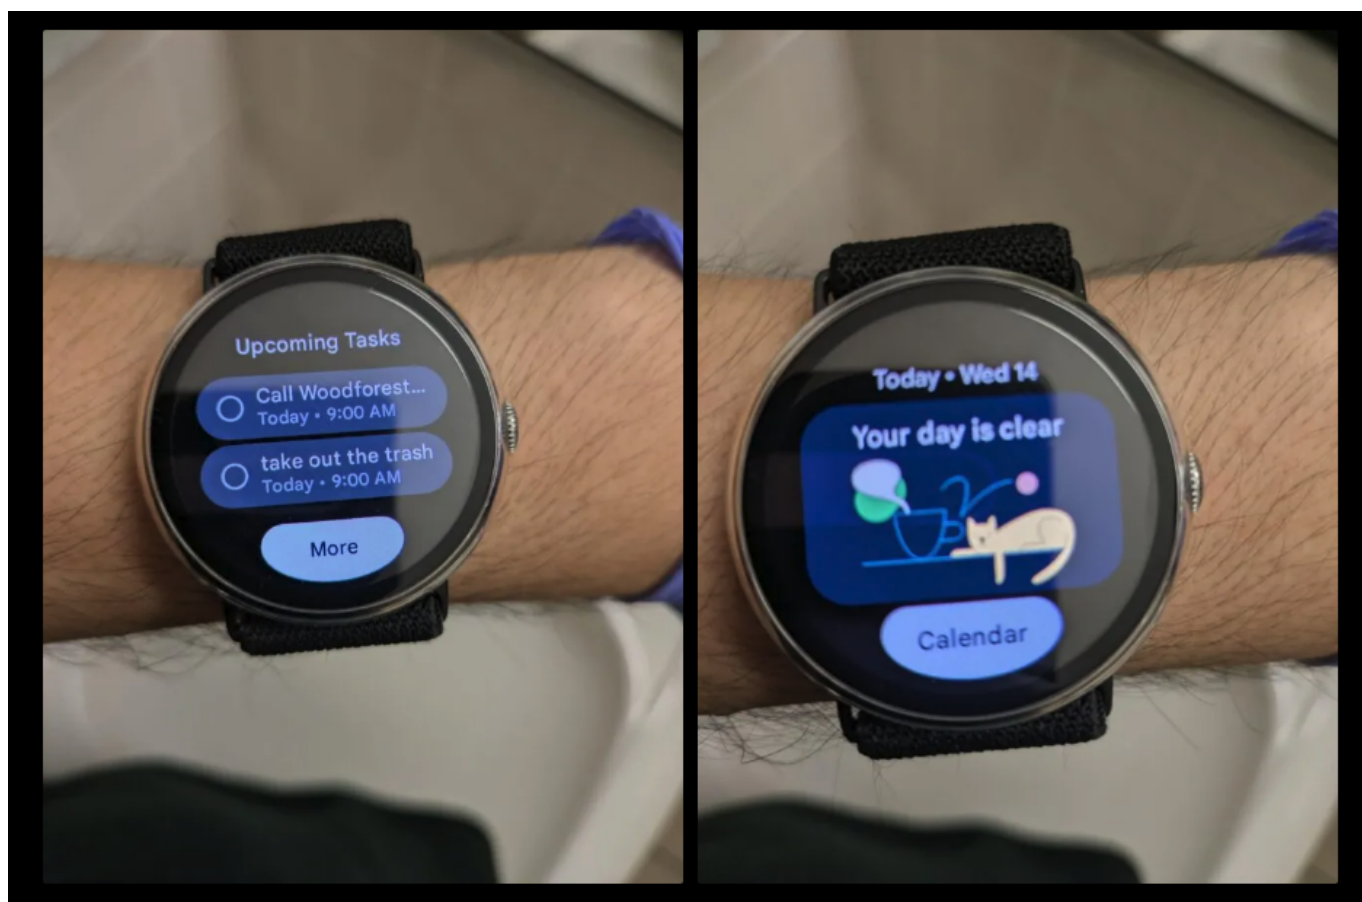 Upcoming Tasks
Call Woodforest...
Today • 9:00 AM
take out the trash
Today • 9:00 AM
More
Today • Wed 14
Your day is clear
Calendar